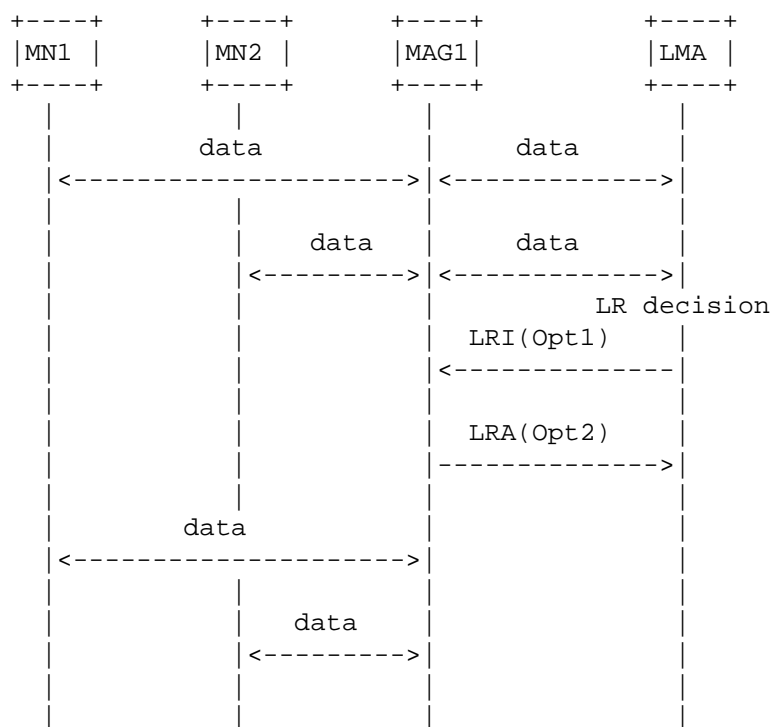 +----+ +----+ +----+ +----+
|MN1 | |MN2 | |MAG1| |LMA |
+----+ +----+ +----+ +----+
| | | |
| data | data |
|<--------------------->|<------------->|
| | | |
| | data | data |
| |<--------->|<------------->|
| | | LR decision
| | | LRI(Opt1) |
| | |<--------------|
| | | |
| | | LRA(Opt2) |
| | |-------------->|
| | | |
| data | |
|<--------------------->| |
| | | |
| | data | |
| |<--------->| |
| | | |
| | | |